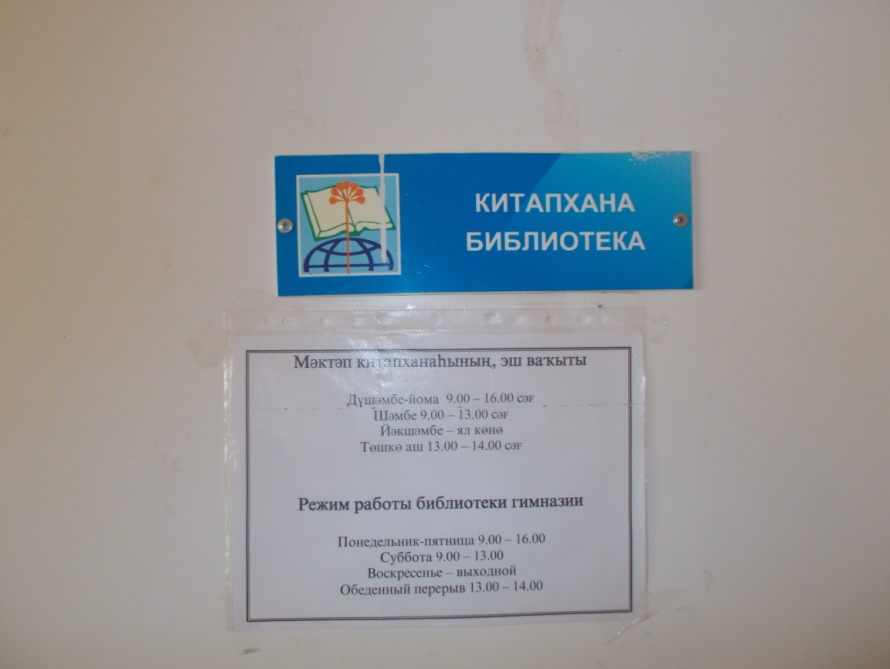 КИТАПХАНА
БИБЛИОТЕКА
Мәктәп китапханаһының, эш ваҡыты
Дүшәмбе-йома 9.00 – 16.00 сәғ
Шәмбе 9.00 – 13.00 сәғ
Йәкшәмбе – ял көнө
Төшкө аш 13.00 – 14.00 сәғ
Режим работы библиотеки гимназии
Понедельник-пятница 9.00 – 16.00
Суббота 9.00 – 13.00
Воскресенье – выходной
Обеденный перерыв 13.00 – 14.00